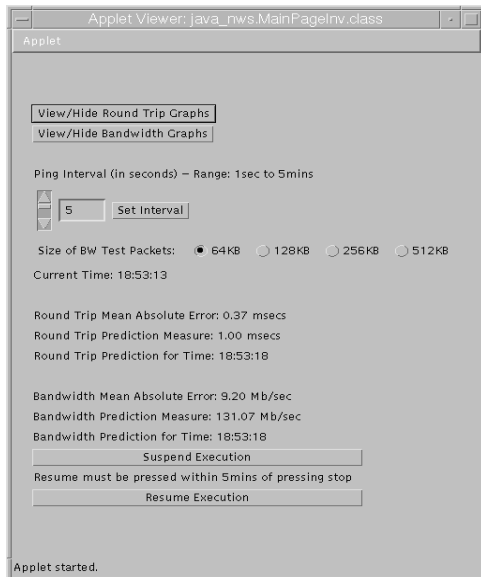 Applet Viewer: java_nws.MainPageInv.class
Applet
View/Hide Round Trip Graphs
View/Hide Bandwidth Graphs
Ping Interval (in seconds) – Range: 1sec to 5mins
5 Set Interval
Size of BW Test Packets: 64KB 128KB 256KB 512KB
Current Time: 18:53:13
Round Trip Mean Absolute Error: 0.37 msecs
Round Trip Prediction Measure: 1.00 msecs
Round Trip Prediction for Time: 18:53:18
Bandwidth Mean Absolute Error: 9.20 Mb/sec
Bandwidth Prediction Measure: 131.07 Mb/sec
Bandwidth Prediction for Time: 18:53:18
Suspend Execution
Resume must be pressed within 5mins of pressing stop
Resume Execution
Applet started.